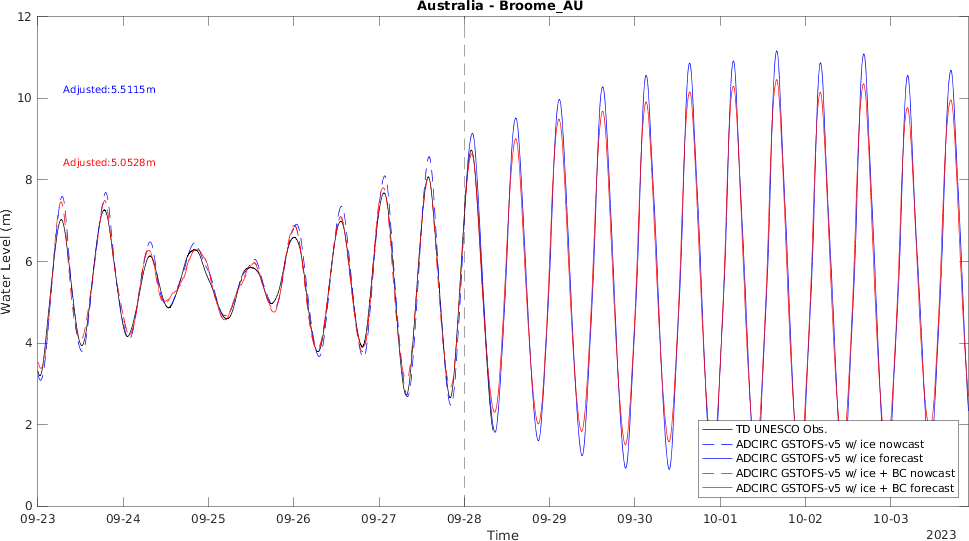 Australia - Broome_AU
12
10
8
6
4
2
0
Water Level (m)
Adjusted:5.5115m
Adjusted:5.0528m
TD UNESCO Obs.
ADCIRC GSTOFS-v5 w/ ice nowcast
ADCIRC GSTOFS-v5 w/ ice forecast
ADCIRC GSTOFS-v5 w/ ice + BC nowcast
ADCIRC GSTOFS-v5 w/ ice + BC forecast
09-23 09-24 09-25 09-26 09-27 09-28 09-29 09-30 10-01 10-02 10-03
Time
2023